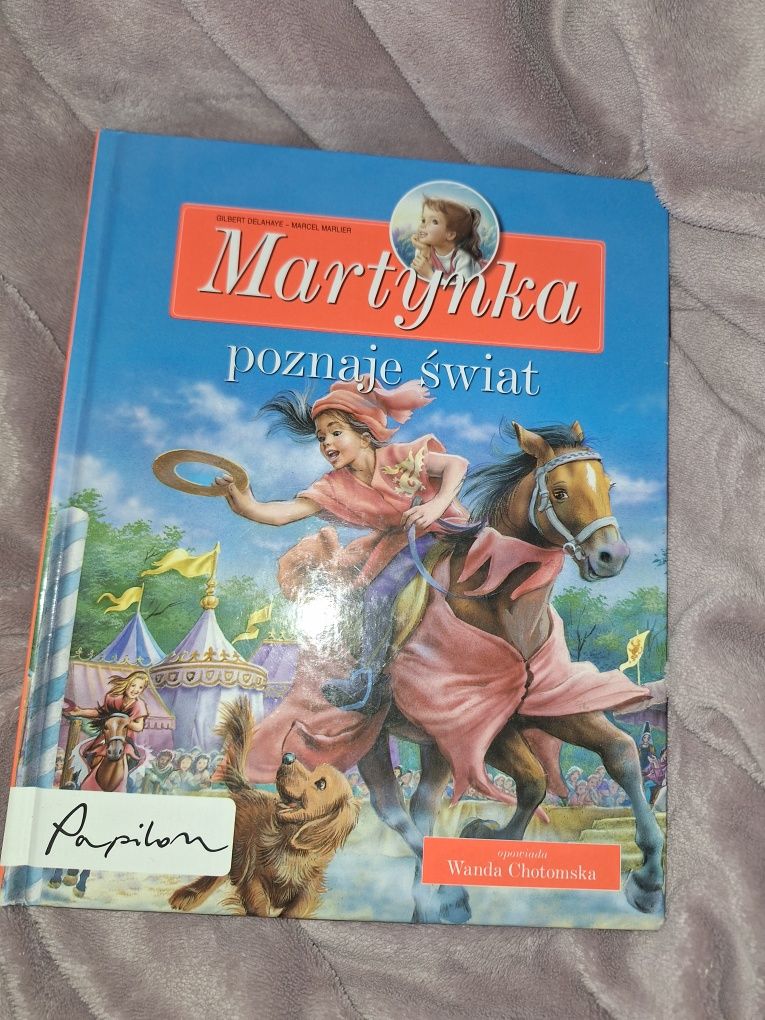 GILBERT DELAHAYE – MARCEL MARLIER
Martynka
poznaje świat
Papilon
opowiada
Wanda Chotomska